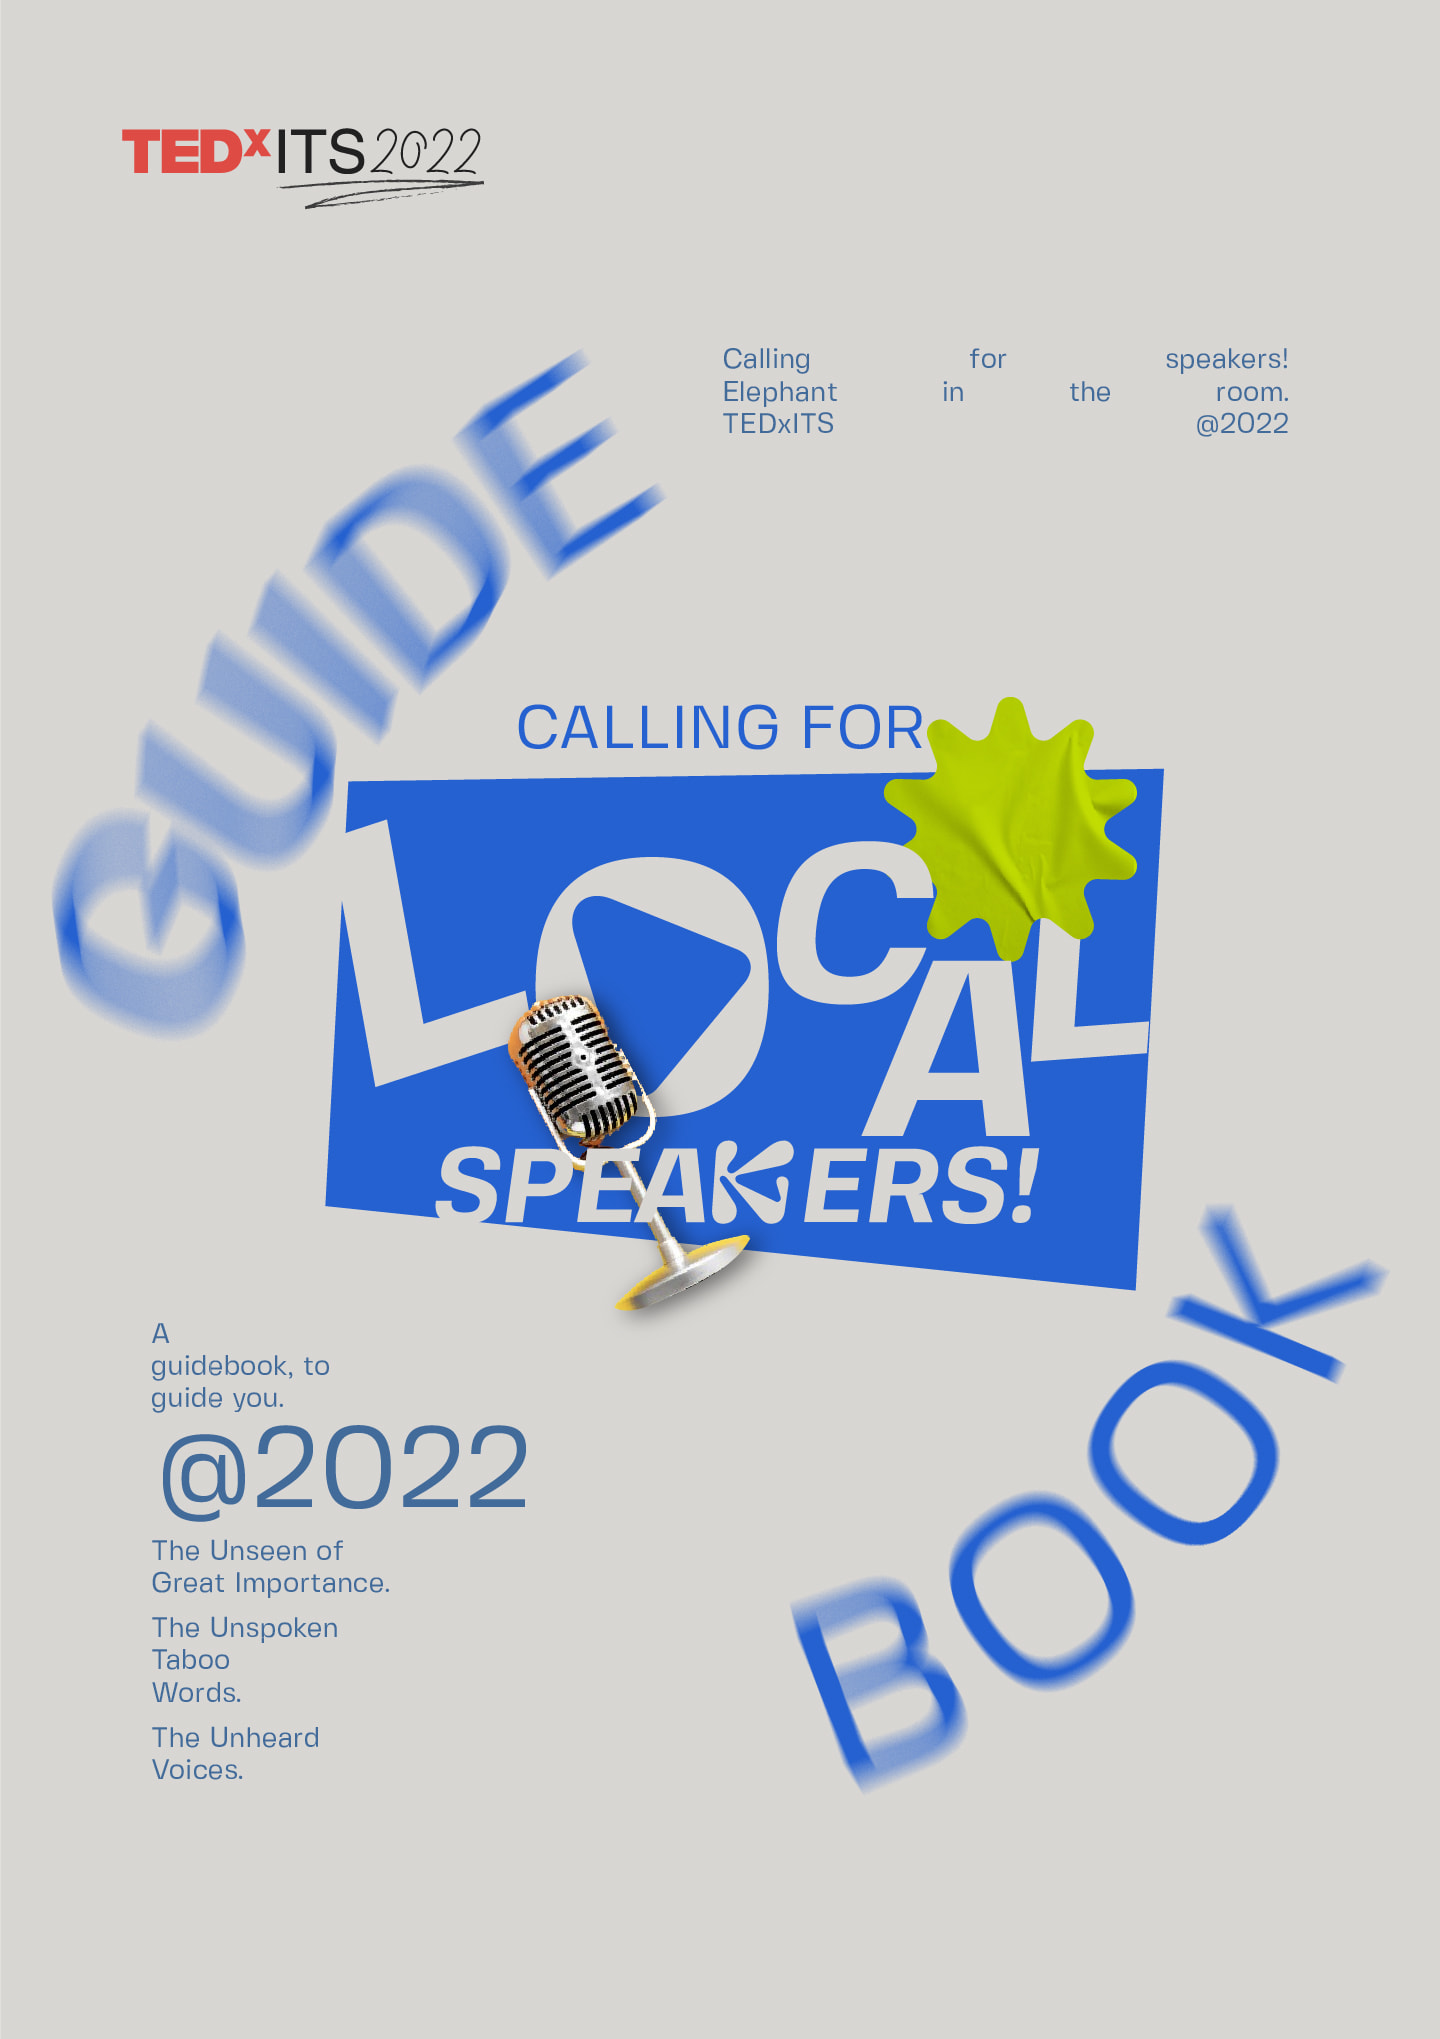 TEDxITS2022
Calling for speakers!
Elephant in the room.
TEDxITS @2022
GUIDE
CALLING FOR
LOCAL
SPEAKERS!
BOOK
A
guidebook, to
guide you.
@2022
The Unseen of
Great Importance.
The Unspoken
Taboo
Words.
The Unheard
Voices.